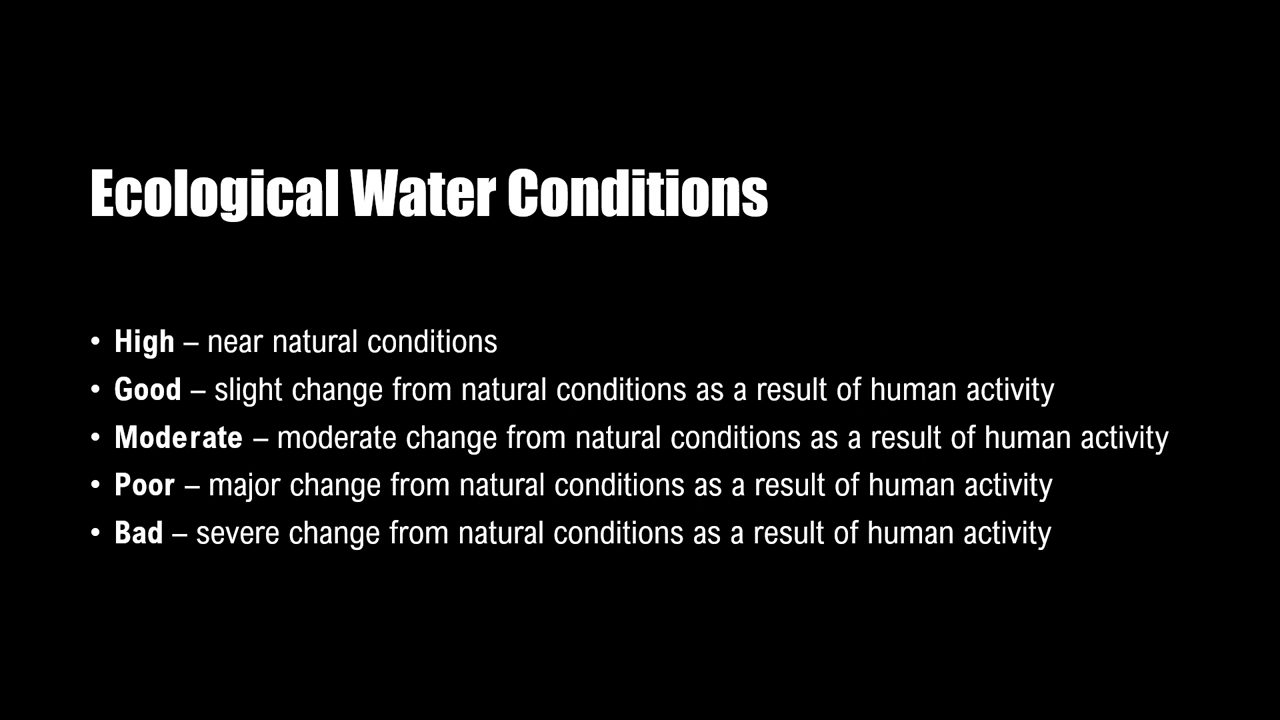 Ecological Water Conditions
• High – near natural conditions
• Good – slight change from natural conditions as a result of human activity
• Moderate – moderate change from natural conditions as a result of human activity
• Poor – major change from natural conditions as a result of human activity
• Bad – severe change from natural conditions as a result of human activity